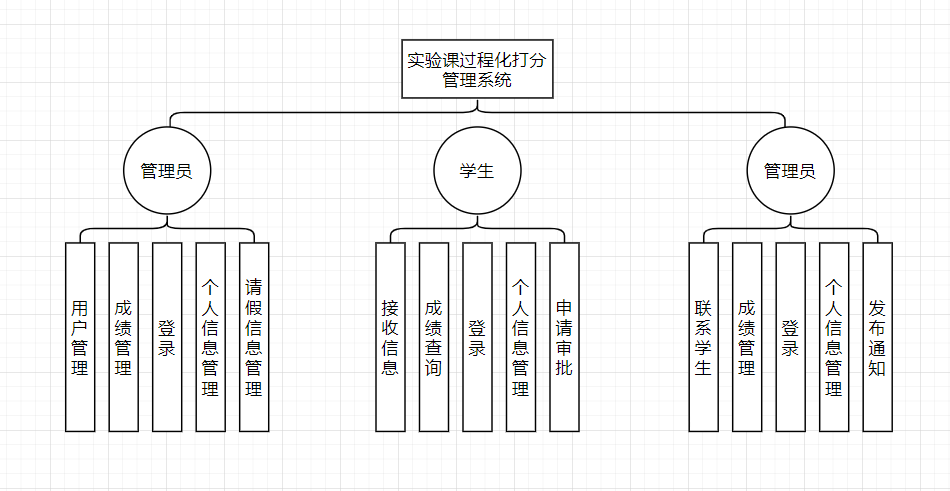 实验课过程化打分
管理系统
管理员
学生
管理员
用户管理
成绩管理
登录
个人信息管理
请假信息管理
接收信息
成绩查询
登录
个人信息管理
申请审批
联系学生
成绩管理
登录
个人信息管理
发布通知